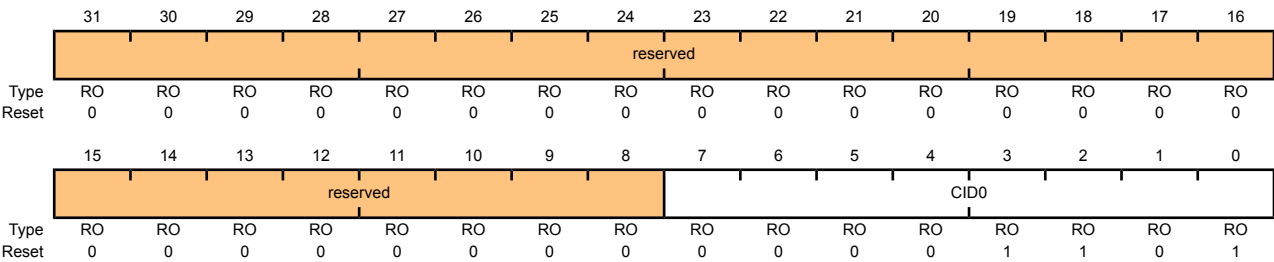 31 30 29 28 27 26 25 24 23 22 21 20 19 18 17 16
reserved
Type RO RO RO RO RO RO RO RO RO RO RO RO RO RO RO RO
Reset 0 0 0 0 0 0 0 0 0 0 0 0 0 0 0 0
15 14 13 12 11 10 9 8 7 6 5 4 3 2 1 0
reserved CID0
Type RO RO RO RO RO RO RO RO RO RO RO RO RO RO RO RO
Reset 0 0 0 0 0 0 0 0 0 0 0 0 1 1 0 1